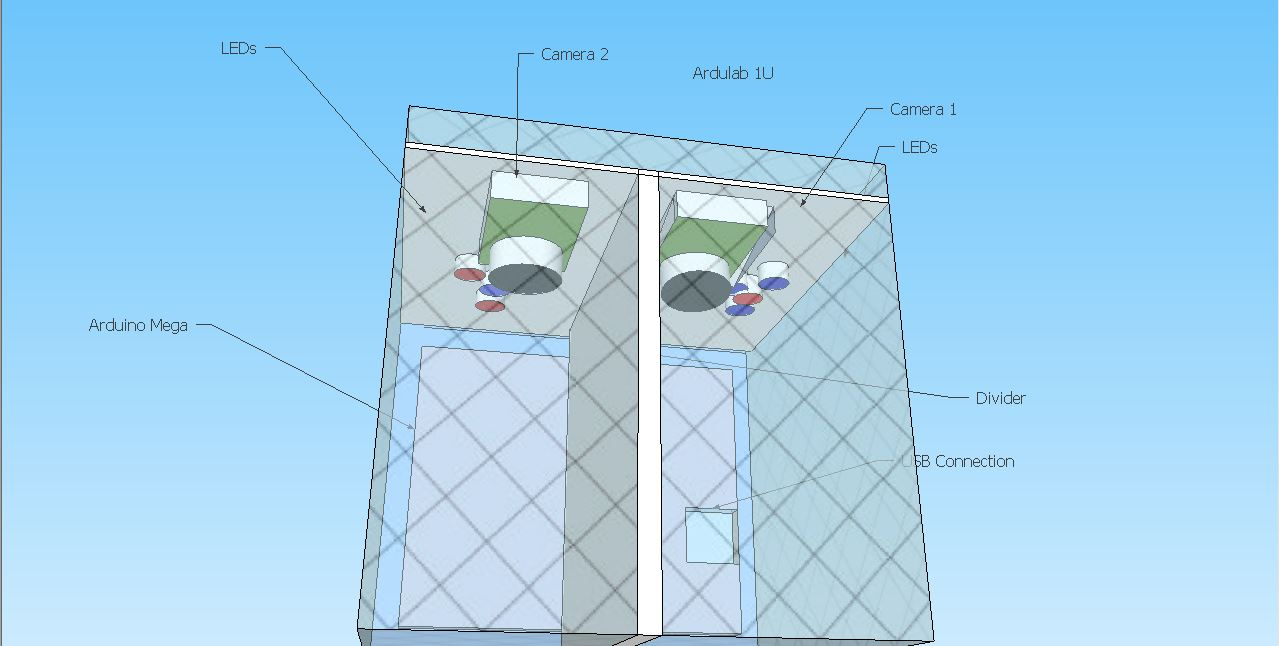 LEDs
Camera 2
Ardulab 1U
Camera 1
LEDs
Arduino Mega
Divider
USB Connection